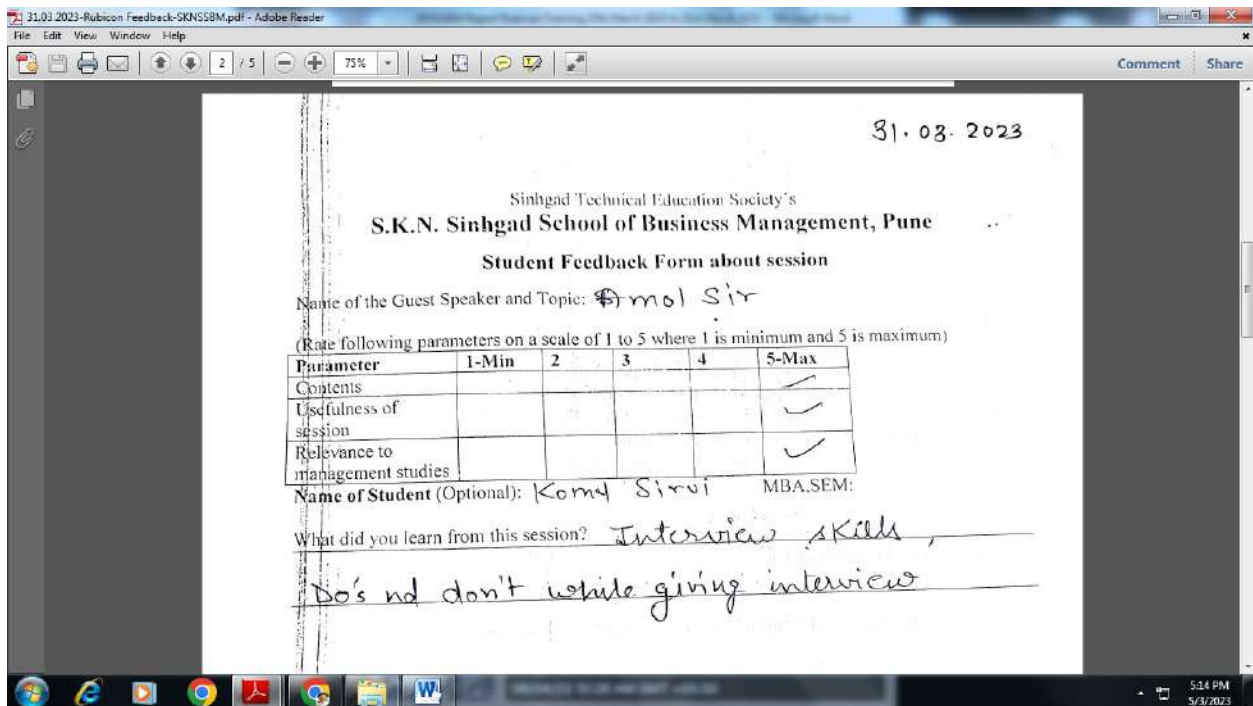 31.03.2023-Rubicon Feedback-SKNSSBM.pdf - Adobe Reader
File Edit View Window Help
2 / 5 75% Comment Share
31.03.2023
Sinhgad Technical Education Society's
S.K.N. Sinhgad School of Business Management, Pune
Student Feedback Form about session
Name of the Guest Speaker and Topic: Amol Sir
(Rate following parameters on a scale of 1 to 5 where 1 is minimum and 5 is maximum)
Parameter 1-Min 2 3 4 5-Max
Contents
Usefulness of
session
Relevance to
management studies
Name of Student (Optional): Komal Sirvi MBA.SEM:
What did you learn from this session? Interview skills,
Do's nd don't while giving interview
5:14 PM
5/3/2023